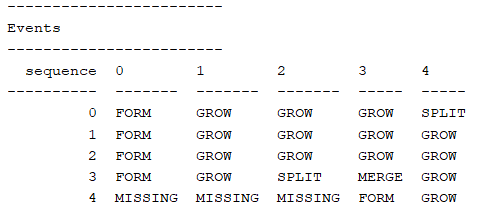 ------------------------
Events
------------------------
  sequence  0        1        2        3      4
----------  -------  -------  -------  -----  -----
         0  FORM     GROW     GROW     GROW   SPLIT
         1  FORM     GROW     GROW     GROW   GROW
         2  FORM     GROW     GROW     GROW   GROW
         3  FORM     GROW     SPLIT    MERGE  GROW
         4  MISSING  MISSING  MISSING  FORM   GROW